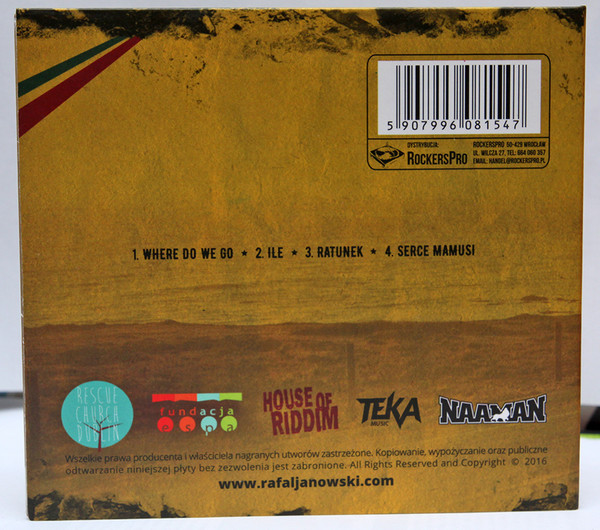 5 907996 081547
DYSTRYBUCJA:
ROCKERSPRO
ROCKERSPRO 50-429 WROCŁAW
UL. WILCZA 27, TEL: 664 060 367
EMAIL: HANDEL@ROCKERSPRO.PL
1. WHERE DO WE GO ★ 2. ILE ★ 3. RATUNEK ★ 4. SERCE MAMUSI
RESCUE
CHURCH
fundacja
espa
HOUSE OF
RIDDIM
TEKA
MUSIC
NAAMAN
Wszelkie prawa producenta i właściciela nagranych utworów zastrzeżone. Kopiowanie, wypożyczanie oraz publiczne
odtwarzanie niniejszej płyty bez zezwolenia jest zabronione. All Rights Reserved and Copyright © 2016
www.rafaljanowski.com